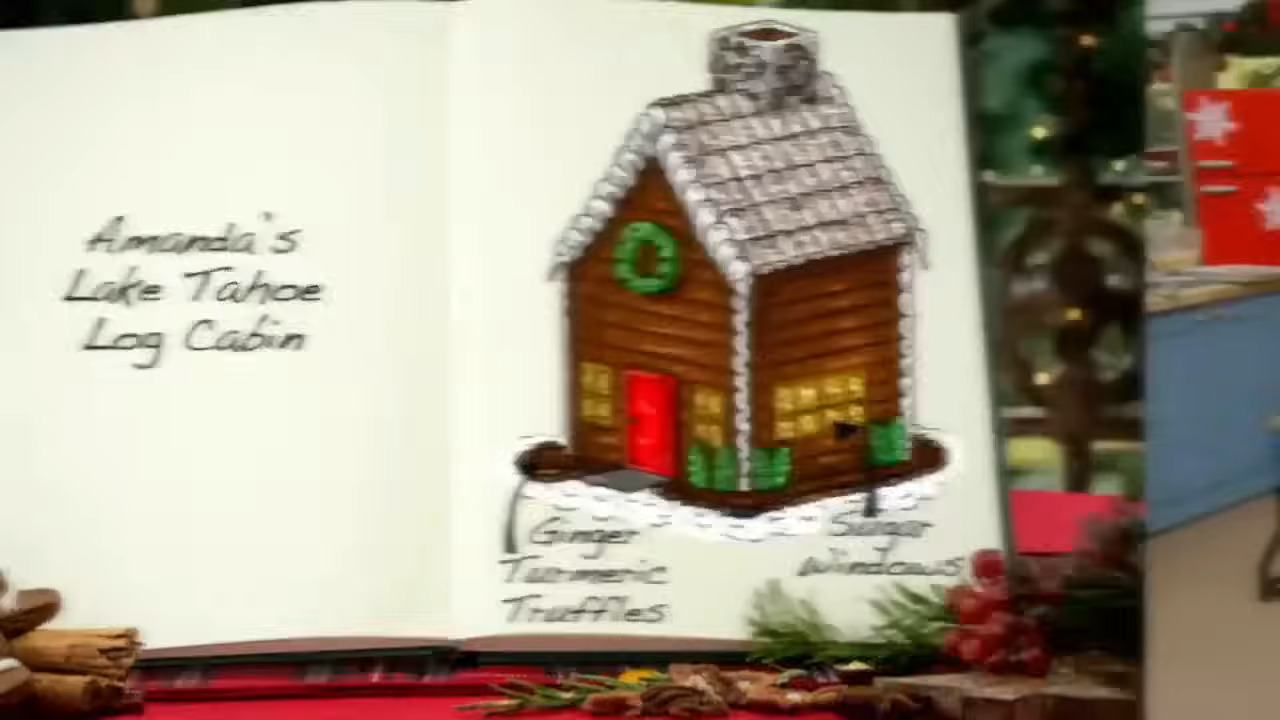 Amanda's
Lake Tahoe
Log Cabin
Ginger
Turmeric
Truffles
Sugar
windows